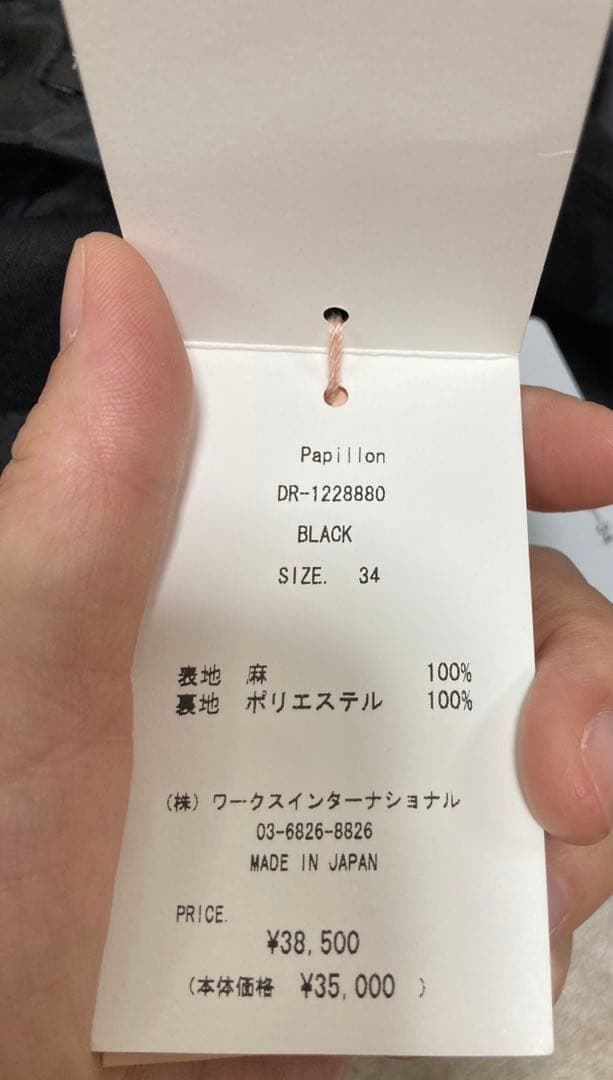 Papillon
DR-1228880
BLACK
SIZE. 34
表地 麻 100%
裏地 ポリエステル 100%
(株) ワークスインターナショナル
03-6826-8826
MADE IN JAPAN
PRICE.
¥38,500
(本体価格 ¥35,000 )